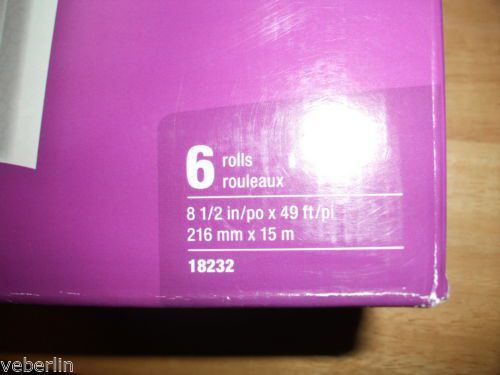 6 rolls
rouleaux
8 1/2 in/po x 49 ft/pi
216 mm x 15 m
18232
veberlin